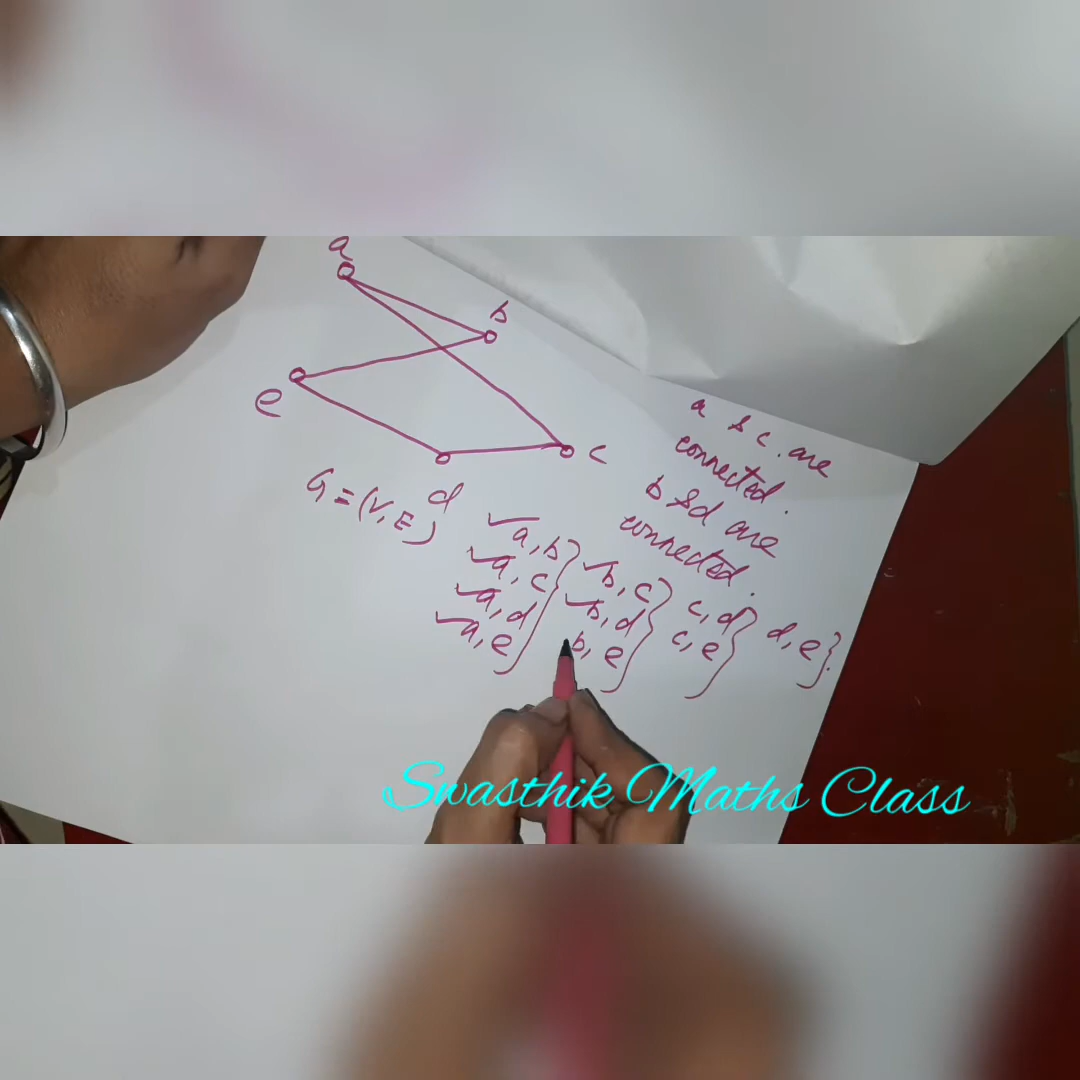 a
b
e
c
d
G = (V, E)
a & c. are
connected.
b & d are
connected.
✓a, b } ✓b, c } c, d } d, e }.
✓a, c ✓b, d c, e
✓a, d b, e
✓a, e
Swasthik Maths Class